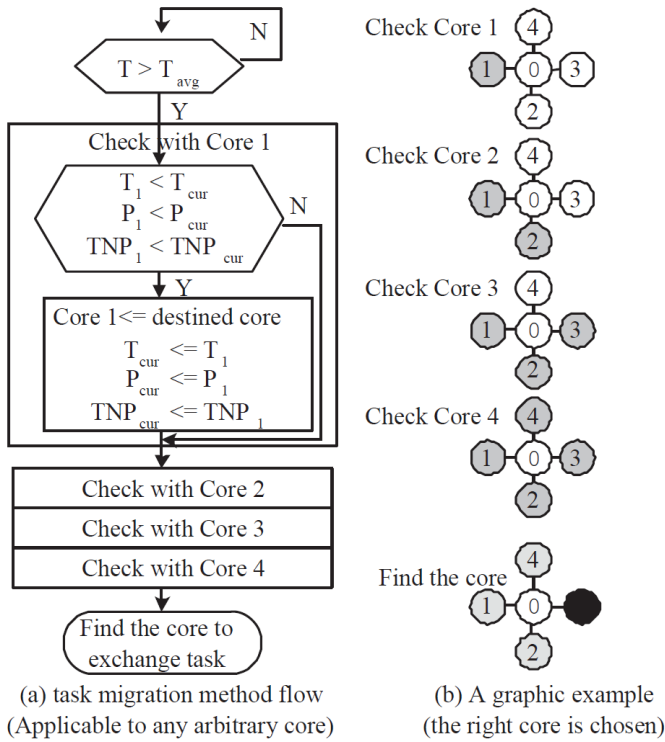 N
T > T avg
Y
Check with Core 1
T 1 < T cur
P 1 < P cur
TNP 1 < TNP cur
N
Y
Core 1<= destined core
T cur <= T 1
P cur <= P 1
TNP cur <= TNP 1
Check with Core 2
Check with Core 3
Check with Core 4
Find the core to
exchange task
(a) task migration method flow
(Applicable to any arbitrary core)
Check Core 1
4
1 0 3
2
Check Core 2
4
1 0 3
2
Check Core 3
4
1 0 3
2
Check Core 4
4
1 0 3
2
Find the core
4
1 0
2
(b) A graphic example
(the right core is chosen)